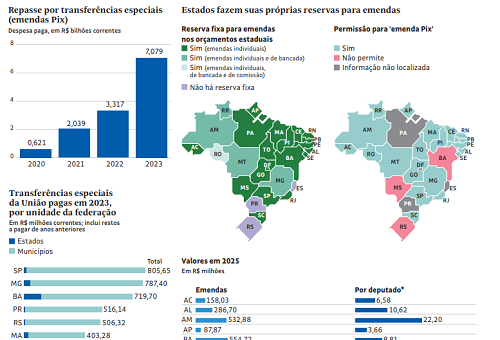 Repasse por transferências especiais
(emendas Pix)
Despesa paga, em R$ bilhões correntes
8
6
4
2
0
0,621
2,039
3,317
7,079
2020
2021
2022
2023
Transferências especiais
da União pagas em 2023,
por unidade da federação
Em R$ milhões correntes; inclui restos
a pagar de anos anteriores
Estados
Municípios
Total
SP 805,65
MG 787,40
BA 719,70
PR 516,14
RS 506,32
MA 403,28
Estados fazem suas próprias reservas para emendas
Reserva fixa para emendas
nos orçamentos estaduais
Sim (emendas individuais)
Sim (emendas individuais e de bancada)
Sim (emendas individuais,
de bancada e de comissão)
Não há reserva fixa
RR
AP
AM
PA
MA
CE
PI
AC
RO
TO
MT
BA
DF
GO
MG
MS
ES
SP
RJ
PR
SC
RS
RN
PB
PE
AL
SE
Permissão para 'emenda Pix'
Sim
Não permite
Informação não localizada
RR
AP
AM
PA
MA
CE
PI
AC
RO
TO
MT
BA
DF
GO
MG
MS
ES
SP
RJ
PR
SC
RS
RN
PB
PE
AL
SE
Valores em 2025
Em R$ milhões
Emendas
Por deputado*
AC 158,03 6,58
AL 286,70 10,62
AM 532,88 22,20
AP 87,87 3,66
BA 554,72 8,81